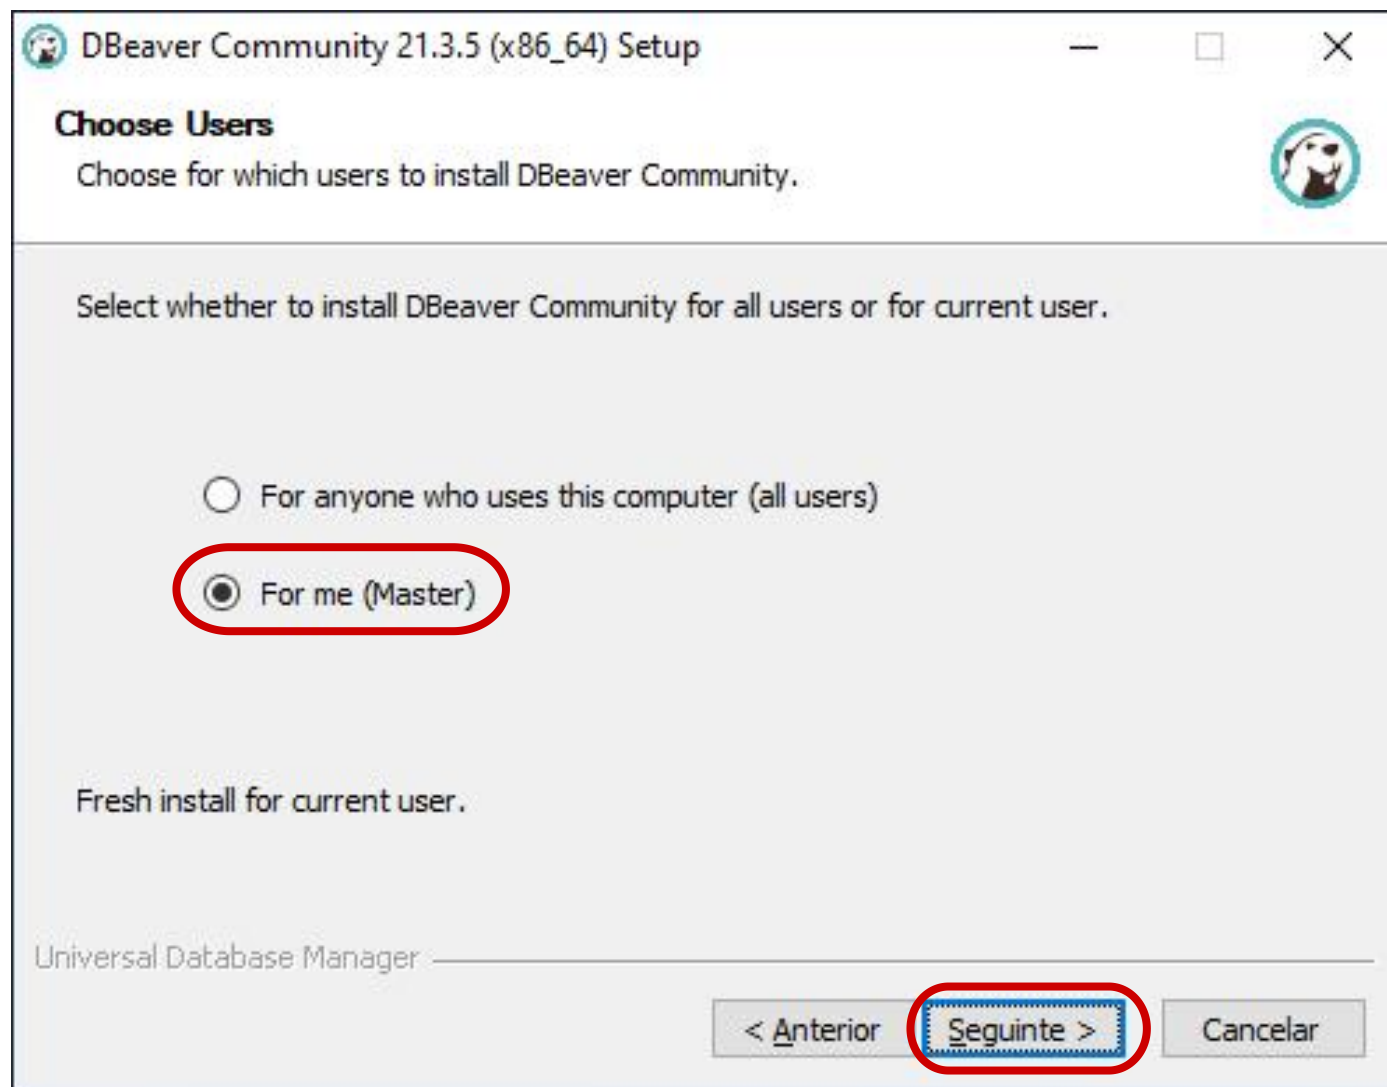 DBeaver Community 21.3.5 (x86_64) Setup
Choose Users
Choose for which users to install DBeaver Community.
Select whether to install DBeaver Community for all users or for current user.
For anyone who uses this computer (all users)
For me (Master)
Fresh install for current user.
Universal Database Manager
< Anterior
Seguinte >
Cancelar